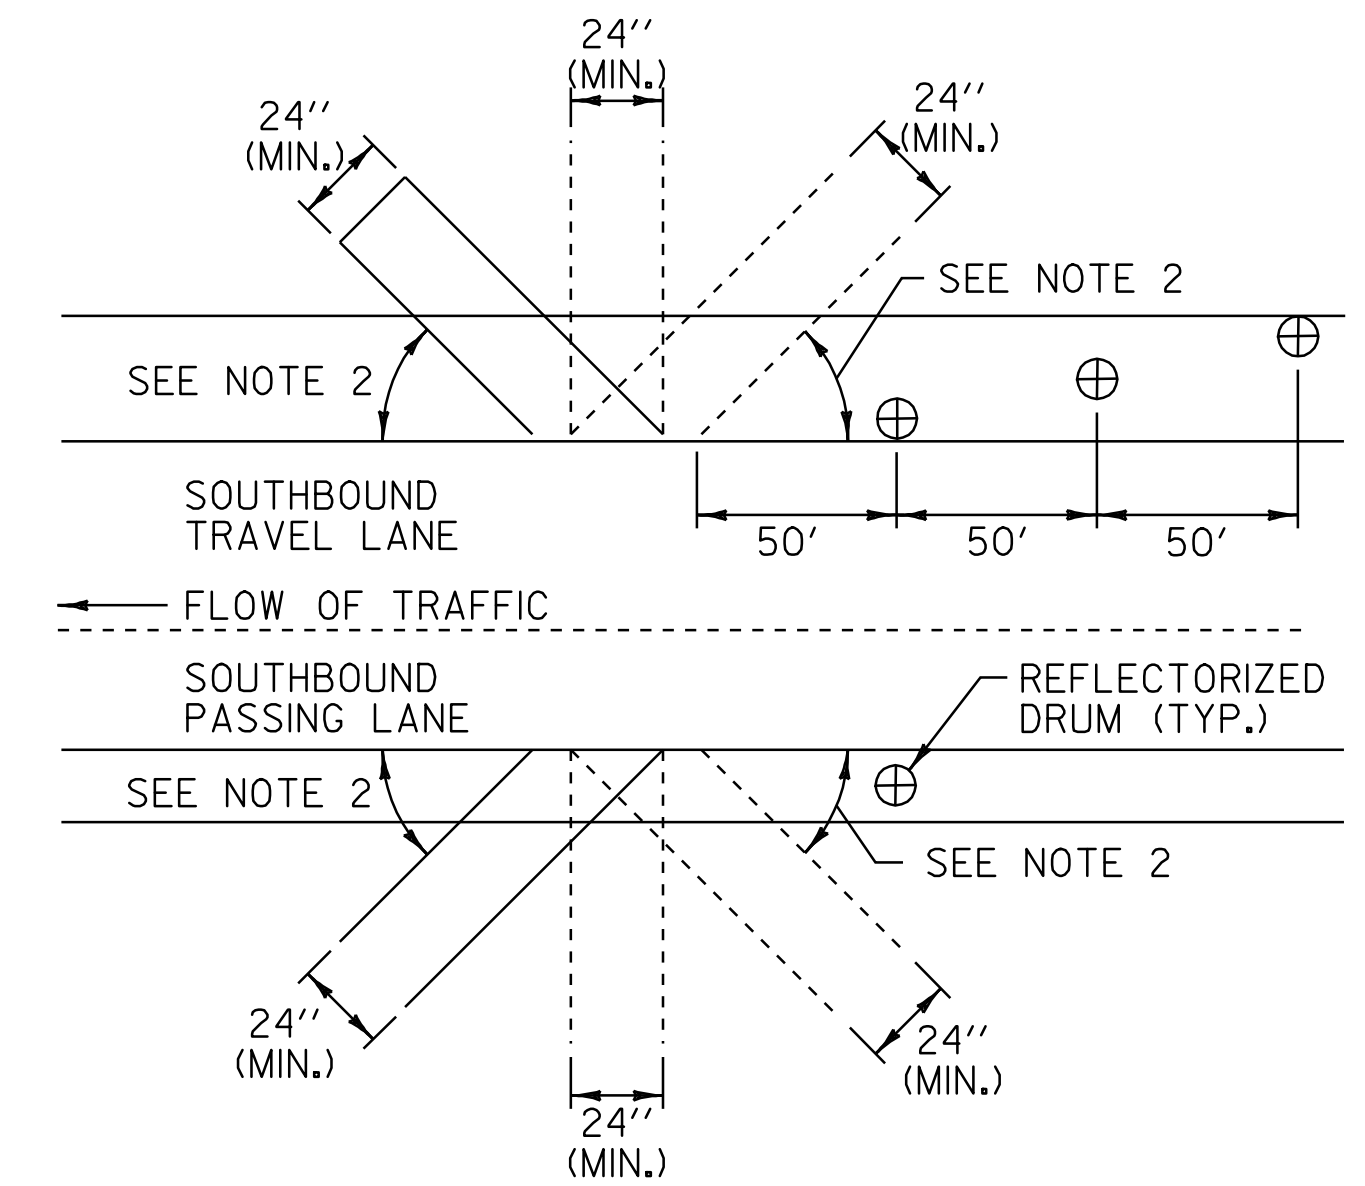 24''
(MIN.)
24''
(MIN.)
24''
(MIN.)
SEE NOTE 2
SEE NOTE 2
SOUTHBOUND
TRAVEL LANE
50'
50'
50'
FLOW OF TRAFFIC
SOUTHBOUND
PASSING LANE
REFLECTORIZED
DRUM (TYP.)
SEE NOTE 2
SEE NOTE 2
24''
(MIN.)
24''
(MIN.)
24''
(MIN.)